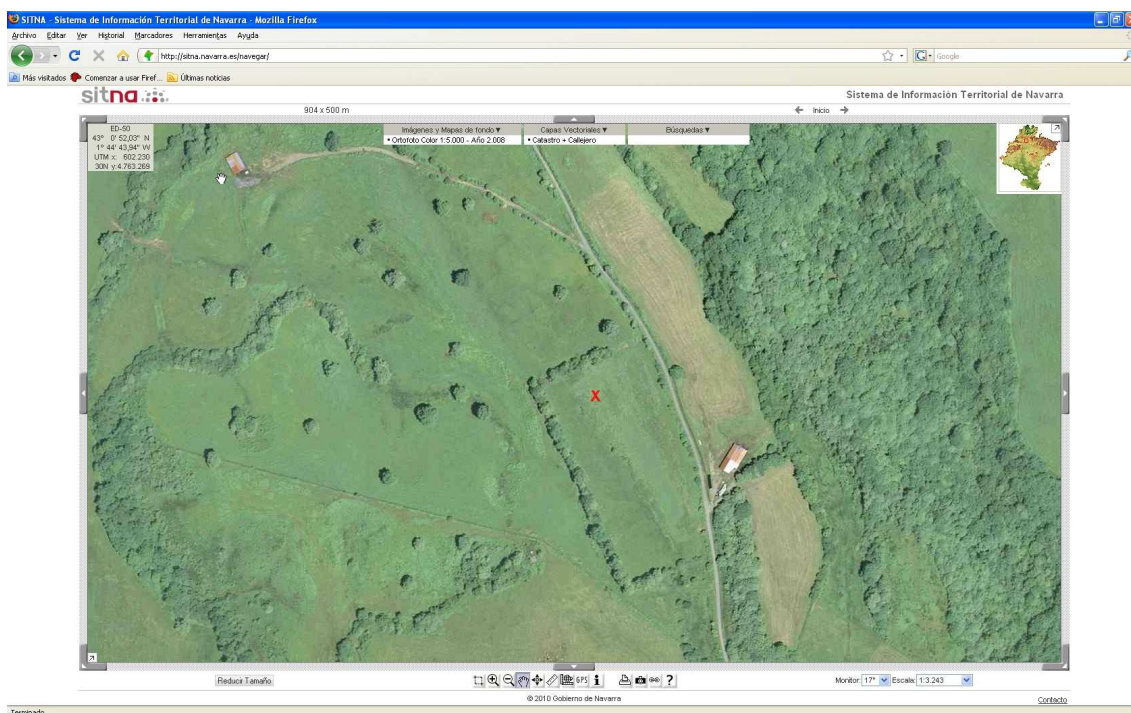 SITNA - Sistema de Información Territorial de Navarra - Mozilla Firefox
Archivo Editar Ver Historial Marcadores Herramientas Ayuda
http://sitna.navarra.es/navegar/
Google
Más visitados Comenzar a usar Firef... Últimas noticias
sitna
Sistema de Información Territorial de Navarra
904 x 500 m
Inicio
ED-50
43° 0' 52,03" N
1° 44' 43,94" W
UTM x: 602.230
30N y:4.763.269
Imágenes y Mapas de fondo ▼ Capas Vectoriales ▼ Búsquedas ▼
• Ortofoto Color 1:5.000 - Año 2.008 • Catastro + Callejero
X
Reducir Tamaño
GPS i ?
Monitor: 17" Escala: 1:3.243
© 2010 Gobierno de Navarra
Contacto
Terminado